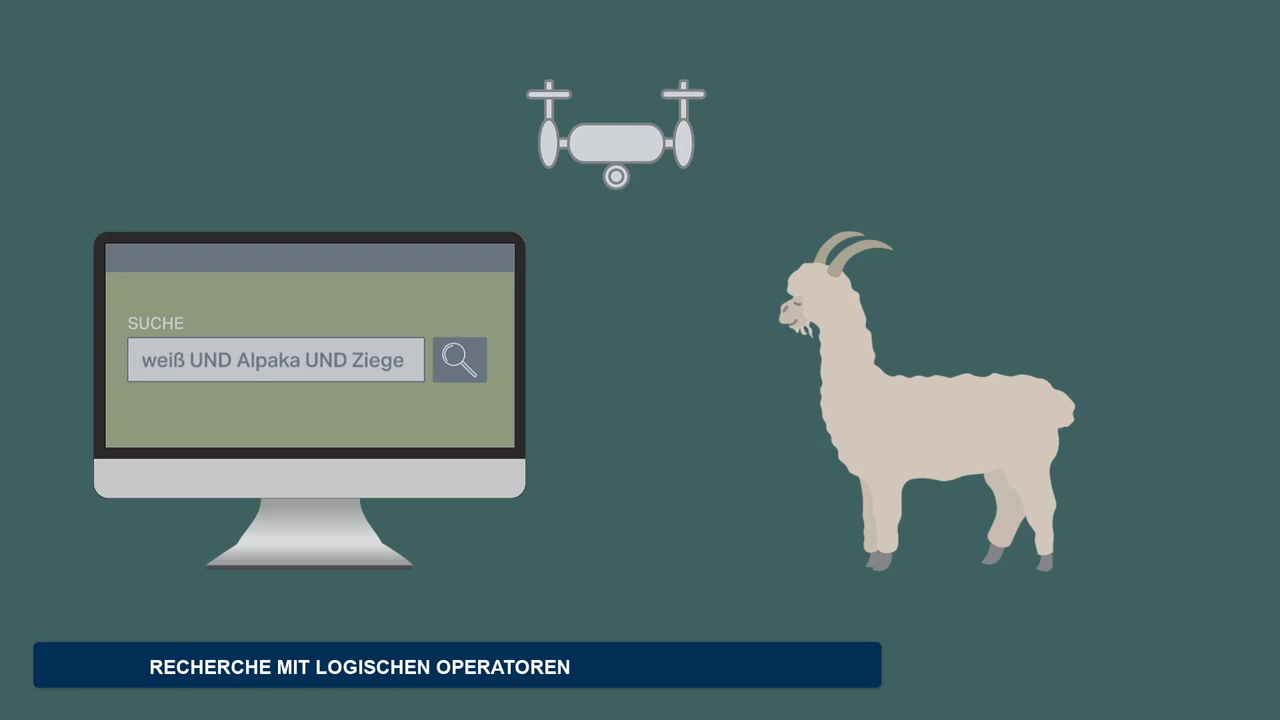 SUCHE
weiß UND Alpaka UND Ziege
RECHERCHE MIT LOGISCHEN OPERATOREN